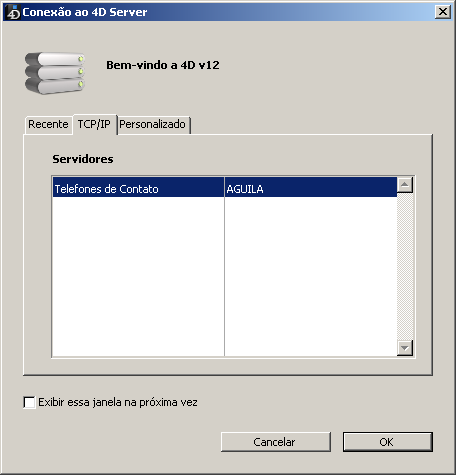 Conexão ao 4D Server
Bem-vindo a 4D v12
Recente TCP/IP Personalizado
Servidores
Telefones de Contato AGUILA
Exibir essa janela na próxima vez
Cancelar OK